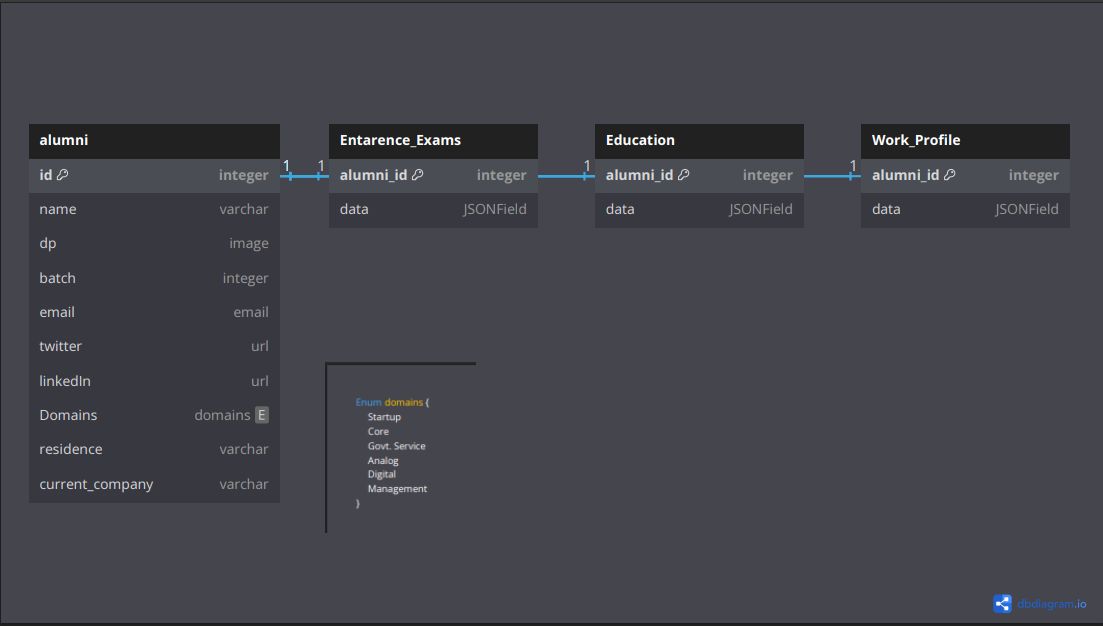 alumni
id integer
name varchar
dp image
batch integer
email email
twitter url
linkedIn url
Domains domains E
residence varchar
current_company varchar
1 1
Entarence_Exams
alumni_id integer
data JSONField
1
Education
alumni_id integer
data JSONField
1
Work_Profile
alumni_id integer
data JSONField
Enum domains {
Startup
Core
Govt. Service
Analog
Digital
Management
}
dbdiagram.io